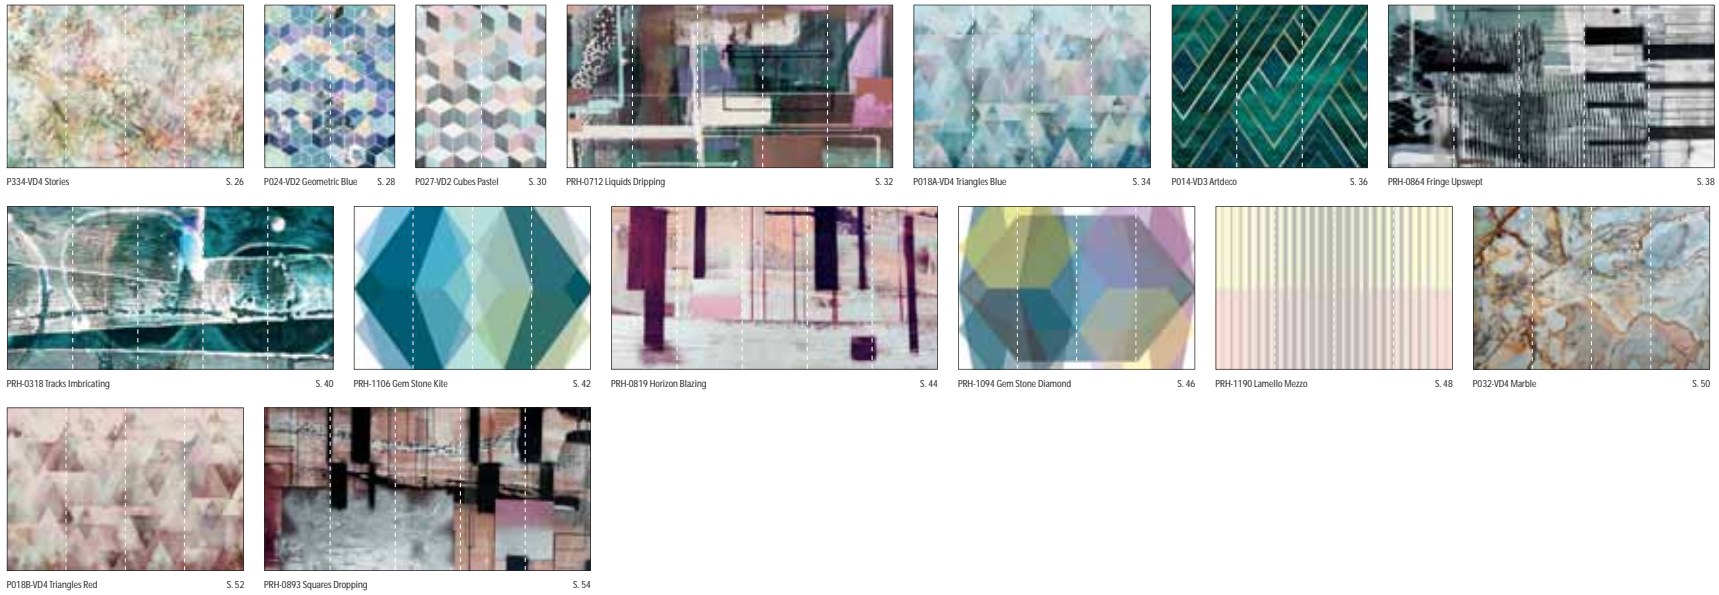 P334-VD4 Stories S. 26
P024-VD2 Geometric Blue S. 28
P027-VD2 Cubes Pastel S. 30
PRH-0712 Liquids Dripping S. 32
P018A-VD4 Triangles Blue S. 34
P014-VD3 Artdeco S. 36
PRH-0864 Fringe Upswept S. 38
PRH-0318 Tracks Imbricating S. 40
PRH-1106 Gem Stone Kite S. 42
PRH-0819 Horizon Blazing S. 44
PRH-1094 Gem Stone Diamond S. 46
PRH-1190 Lamello Mezzo S. 48
P032-VD4 Marble S. 50
P018B-VD4 Triangles Red S. 52
PRH-0893 Squares Dropping S. 54